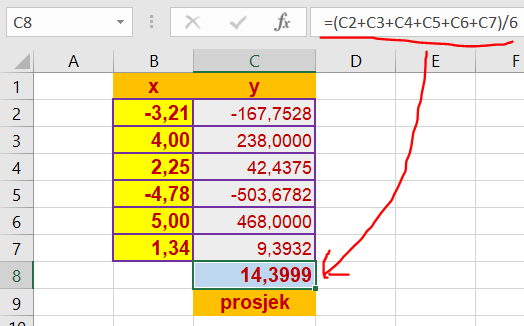 C8 fx =(C2+C3+C4+C5+C6+C7)/6
A B C D E F
1 x y
2 -3,21 -167,7528
3 4,00 238,0000
4 2,25 42,4375
5 -4,78 -503,6782
6 5,00 468,0000
7 1,34 9,3932
8 14,3999
9 prosjek
10